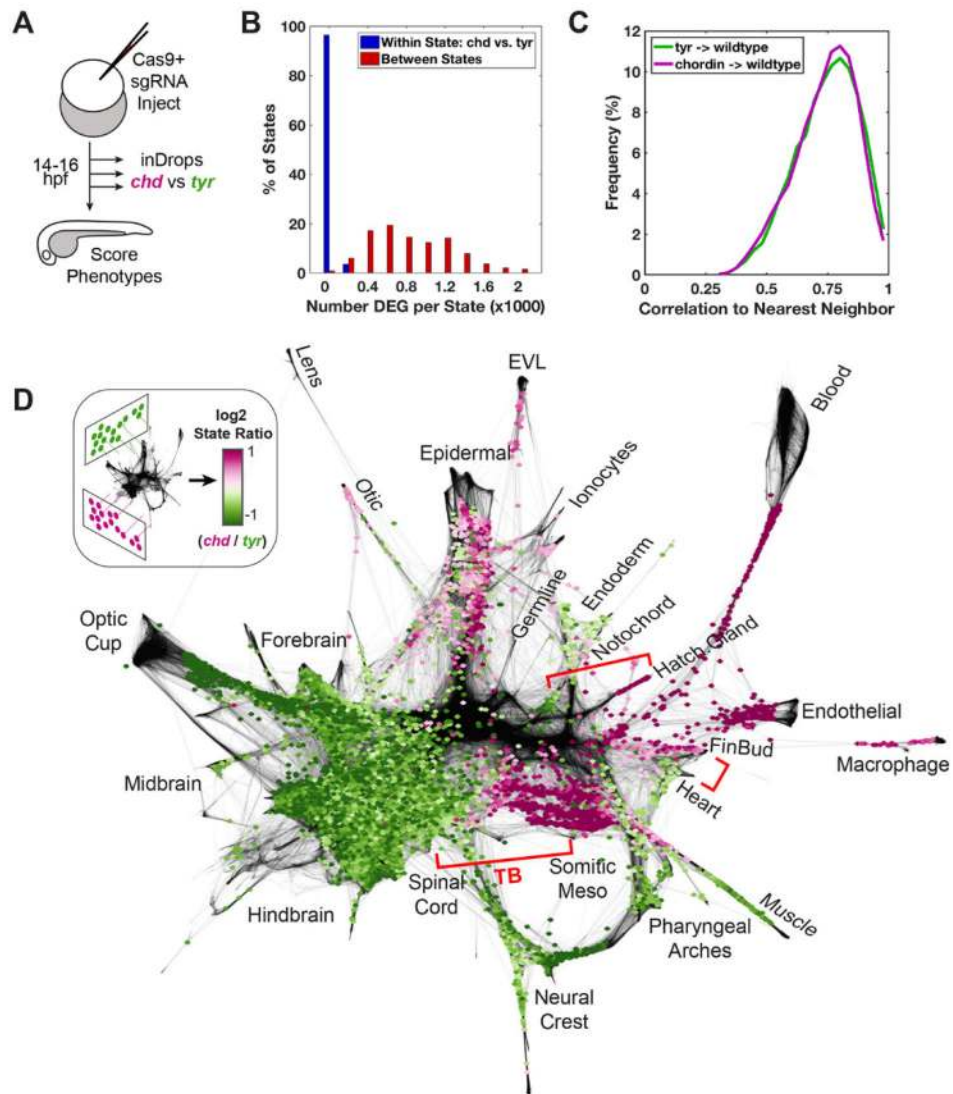 A
Cas9+
sgRNA
Inject
14-16
hpf
inDrops
chd vs tyr
Score
Phenotypes
B
100
80
60
40
20
0
% of States
Within State: chd vs. tyr
Between States
0
0.4
0.8
1.2
1.6
2
Number DEG per State (x1000)
C
12
10
8
6
4
2
0
Frequency (%)
tyr -> wildtype
chordin -> wildtype
0
0.25
0.5
0.75
1
Correlation to Nearest Neighbor
D
log2
State Ratio
1
-1
(chd / tyr)
Lens
EVL
Blood
Epidermal
Otic
Ionocytes
Germline
Endoderm
Notochord
Hatch Gland
Optic
Cup
Forebrain
Endothelial
FinBud
Macrophage
Heart
Midbrain
Hindbrain
Spinal
Cord
TB
Somitic
Meso
Muscle
Pharyngeal
Arches
Neural
Crest